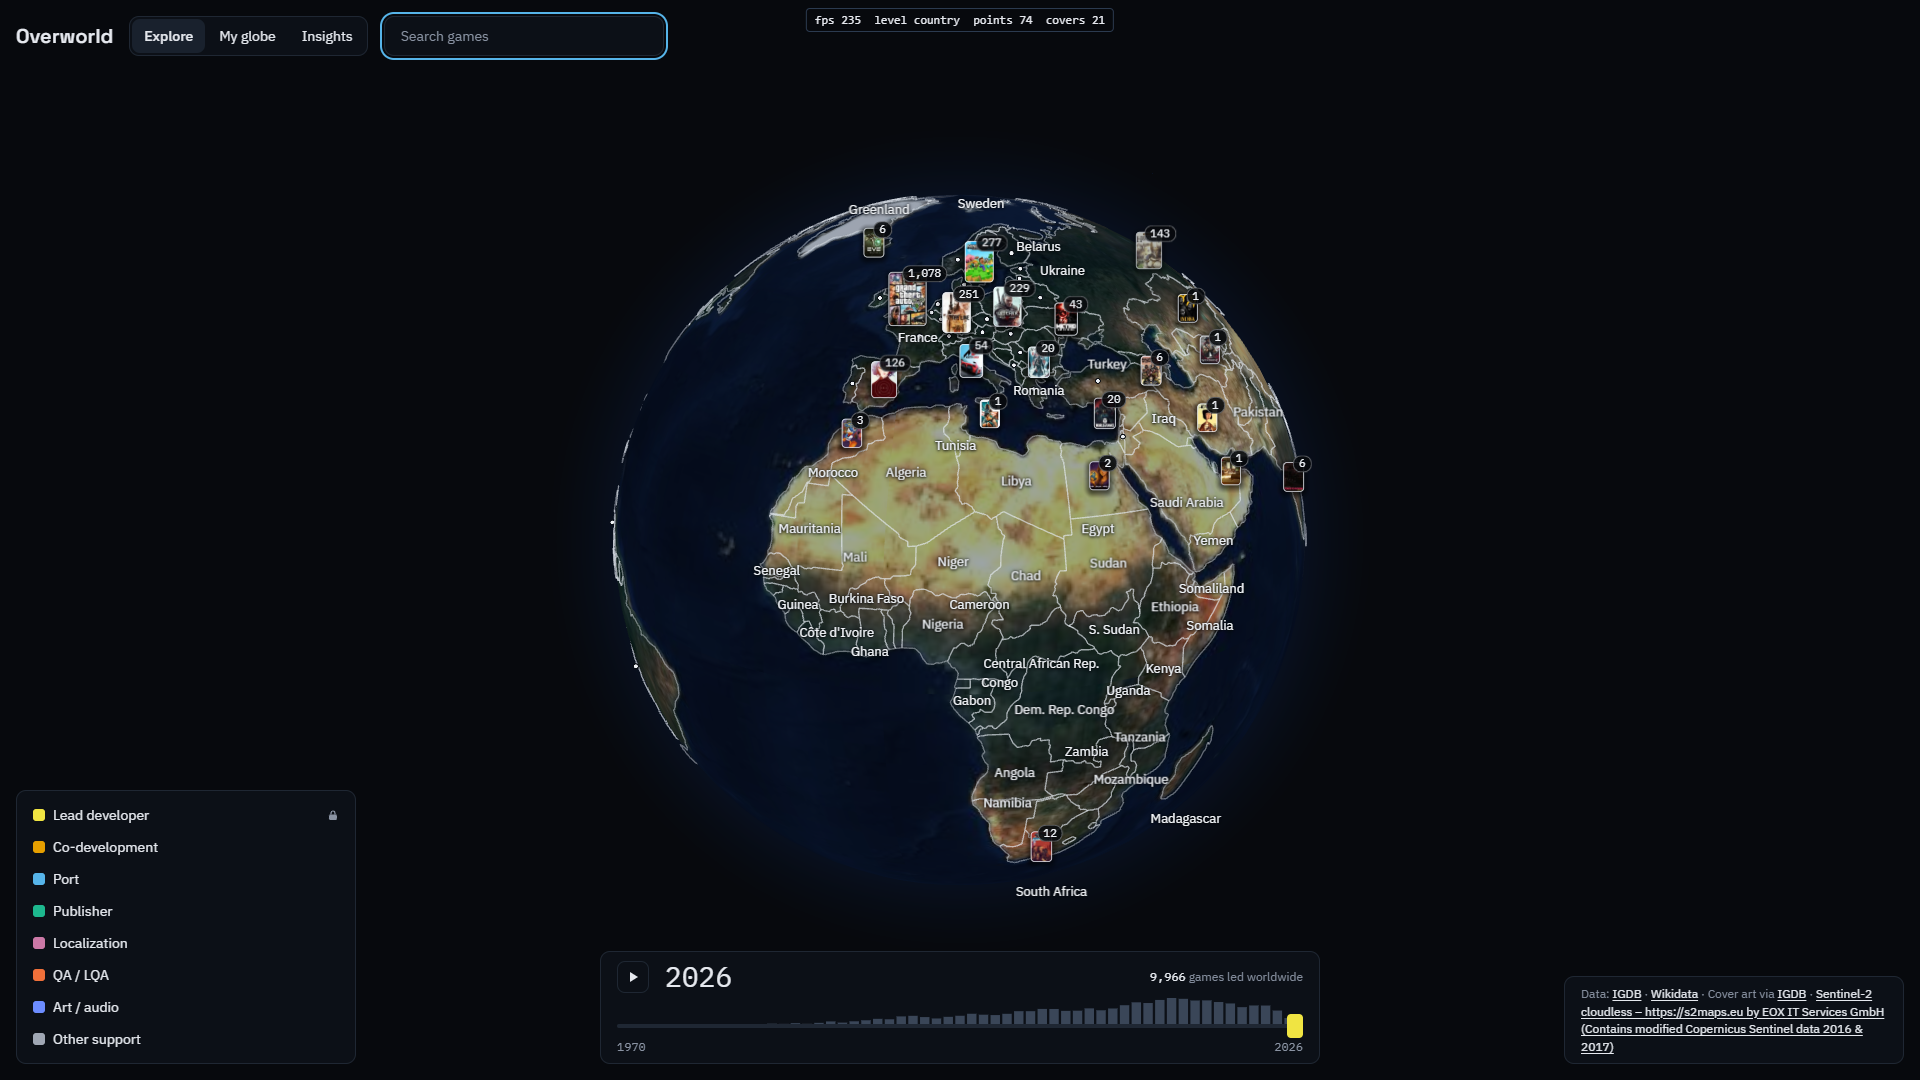 Overworld
Explore
My globe
Insights
Search games
fps 235 level country points 74 covers 21
Greenland
Sweden
6
277
143
Belarus
Ukraine
1,078
251
229
43
1
France
54
20
1
126
Turkey
6
Romania
1
20
1
Pakistan
3
Iraq
Tunisia
Morocco
Algeria
2
1
6
Libya
Saudi Arabia
Mauritania
Egypt
Yemen
Mali
Niger
Sudan
Senegal
Chad
Somaliland
Guinea
Burkina Faso
Cameroon
Ethiopia
Nigeria
Somalia
Côte d'Ivoire
S. Sudan
Ghana
Central African Rep.
Kenya
Congo
Uganda
Gabon
Dem. Rep. Congo
Tanzania
Zambia
Angola
Mozambique
Namibia
Madagascar
12
South Africa
Lead developer
Co-development
Port
Publisher
Localization
QA / LQA
Art / audio
Other support
2026
9,966 games led worldwide
1970
2026
Data: IGDB · Wikidata · Cover art via IGDB · Sentinel-2
cloudless – https://s2maps.eu by EOX IT Services GmbH
(Contains modified Copernicus Sentinel data 2016 &
2017)